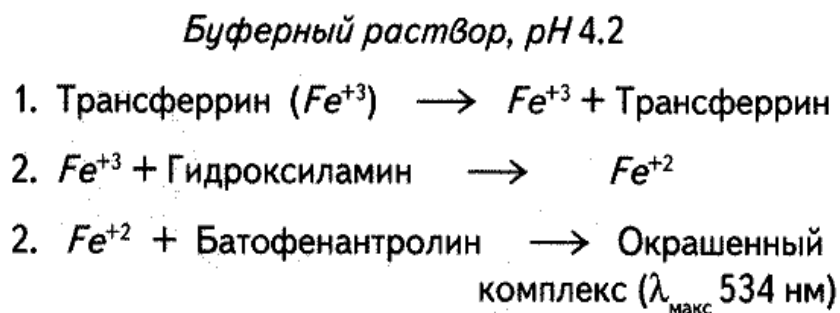 Буферный раствор, pH 4.2
1. Трансферрин (Fe⁺³) → Fe⁺³ + Трансферрин
2. Fe⁺³ + Гидроксиламин → Fe⁺²
2. Fe⁺² + Батофенантролин → Окрашенный
комплекс (λмакс 534 нм)